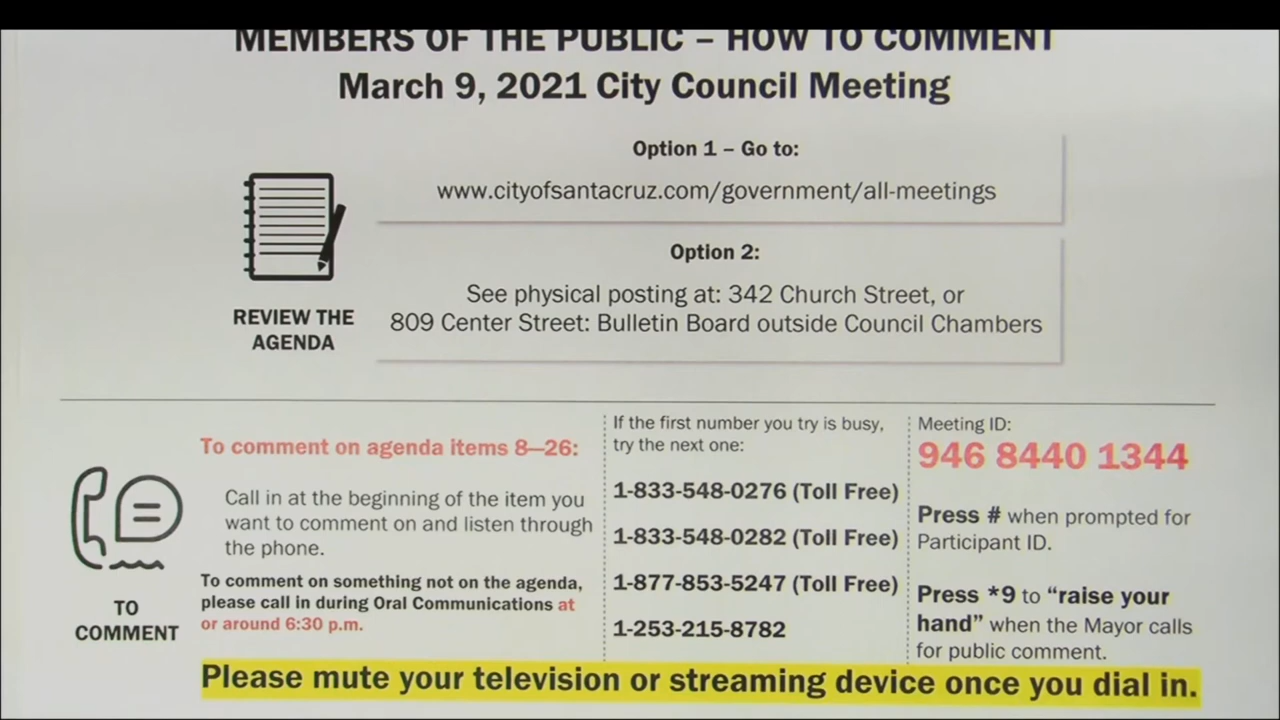 MEMBERS OF THE PUBLIC – HOW TO COMMENT
March 9, 2021 City Council Meeting
Option 1 – Go to:
www.cityofsantacruz.com/government/all-meetings
Option 2:
See physical posting at: 342 Church Street, or
809 Center Street: Bulletin Board outside Council Chambers
REVIEW THE
AGENDA
To comment on agenda items 8—26:
Call in at the beginning of the item you
want to comment on and listen through
the phone.
To comment on something not on the agenda,
please call in during Oral Communications at
or around 6:30 p.m.
TO
COMMENT
If the first number you try is busy,
try the next one:
1-833-548-0276 (Toll Free)
1-833-548-0282 (Toll Free)
1-877-853-5247 (Toll Free)
1-253-215-8782
Meeting ID:
946 8440 1344
Press # when prompted for
Participant ID.
Press *9 to “raise your
hand” when the Mayor calls
for public comment.
Please mute your television or streaming device once you dial in.